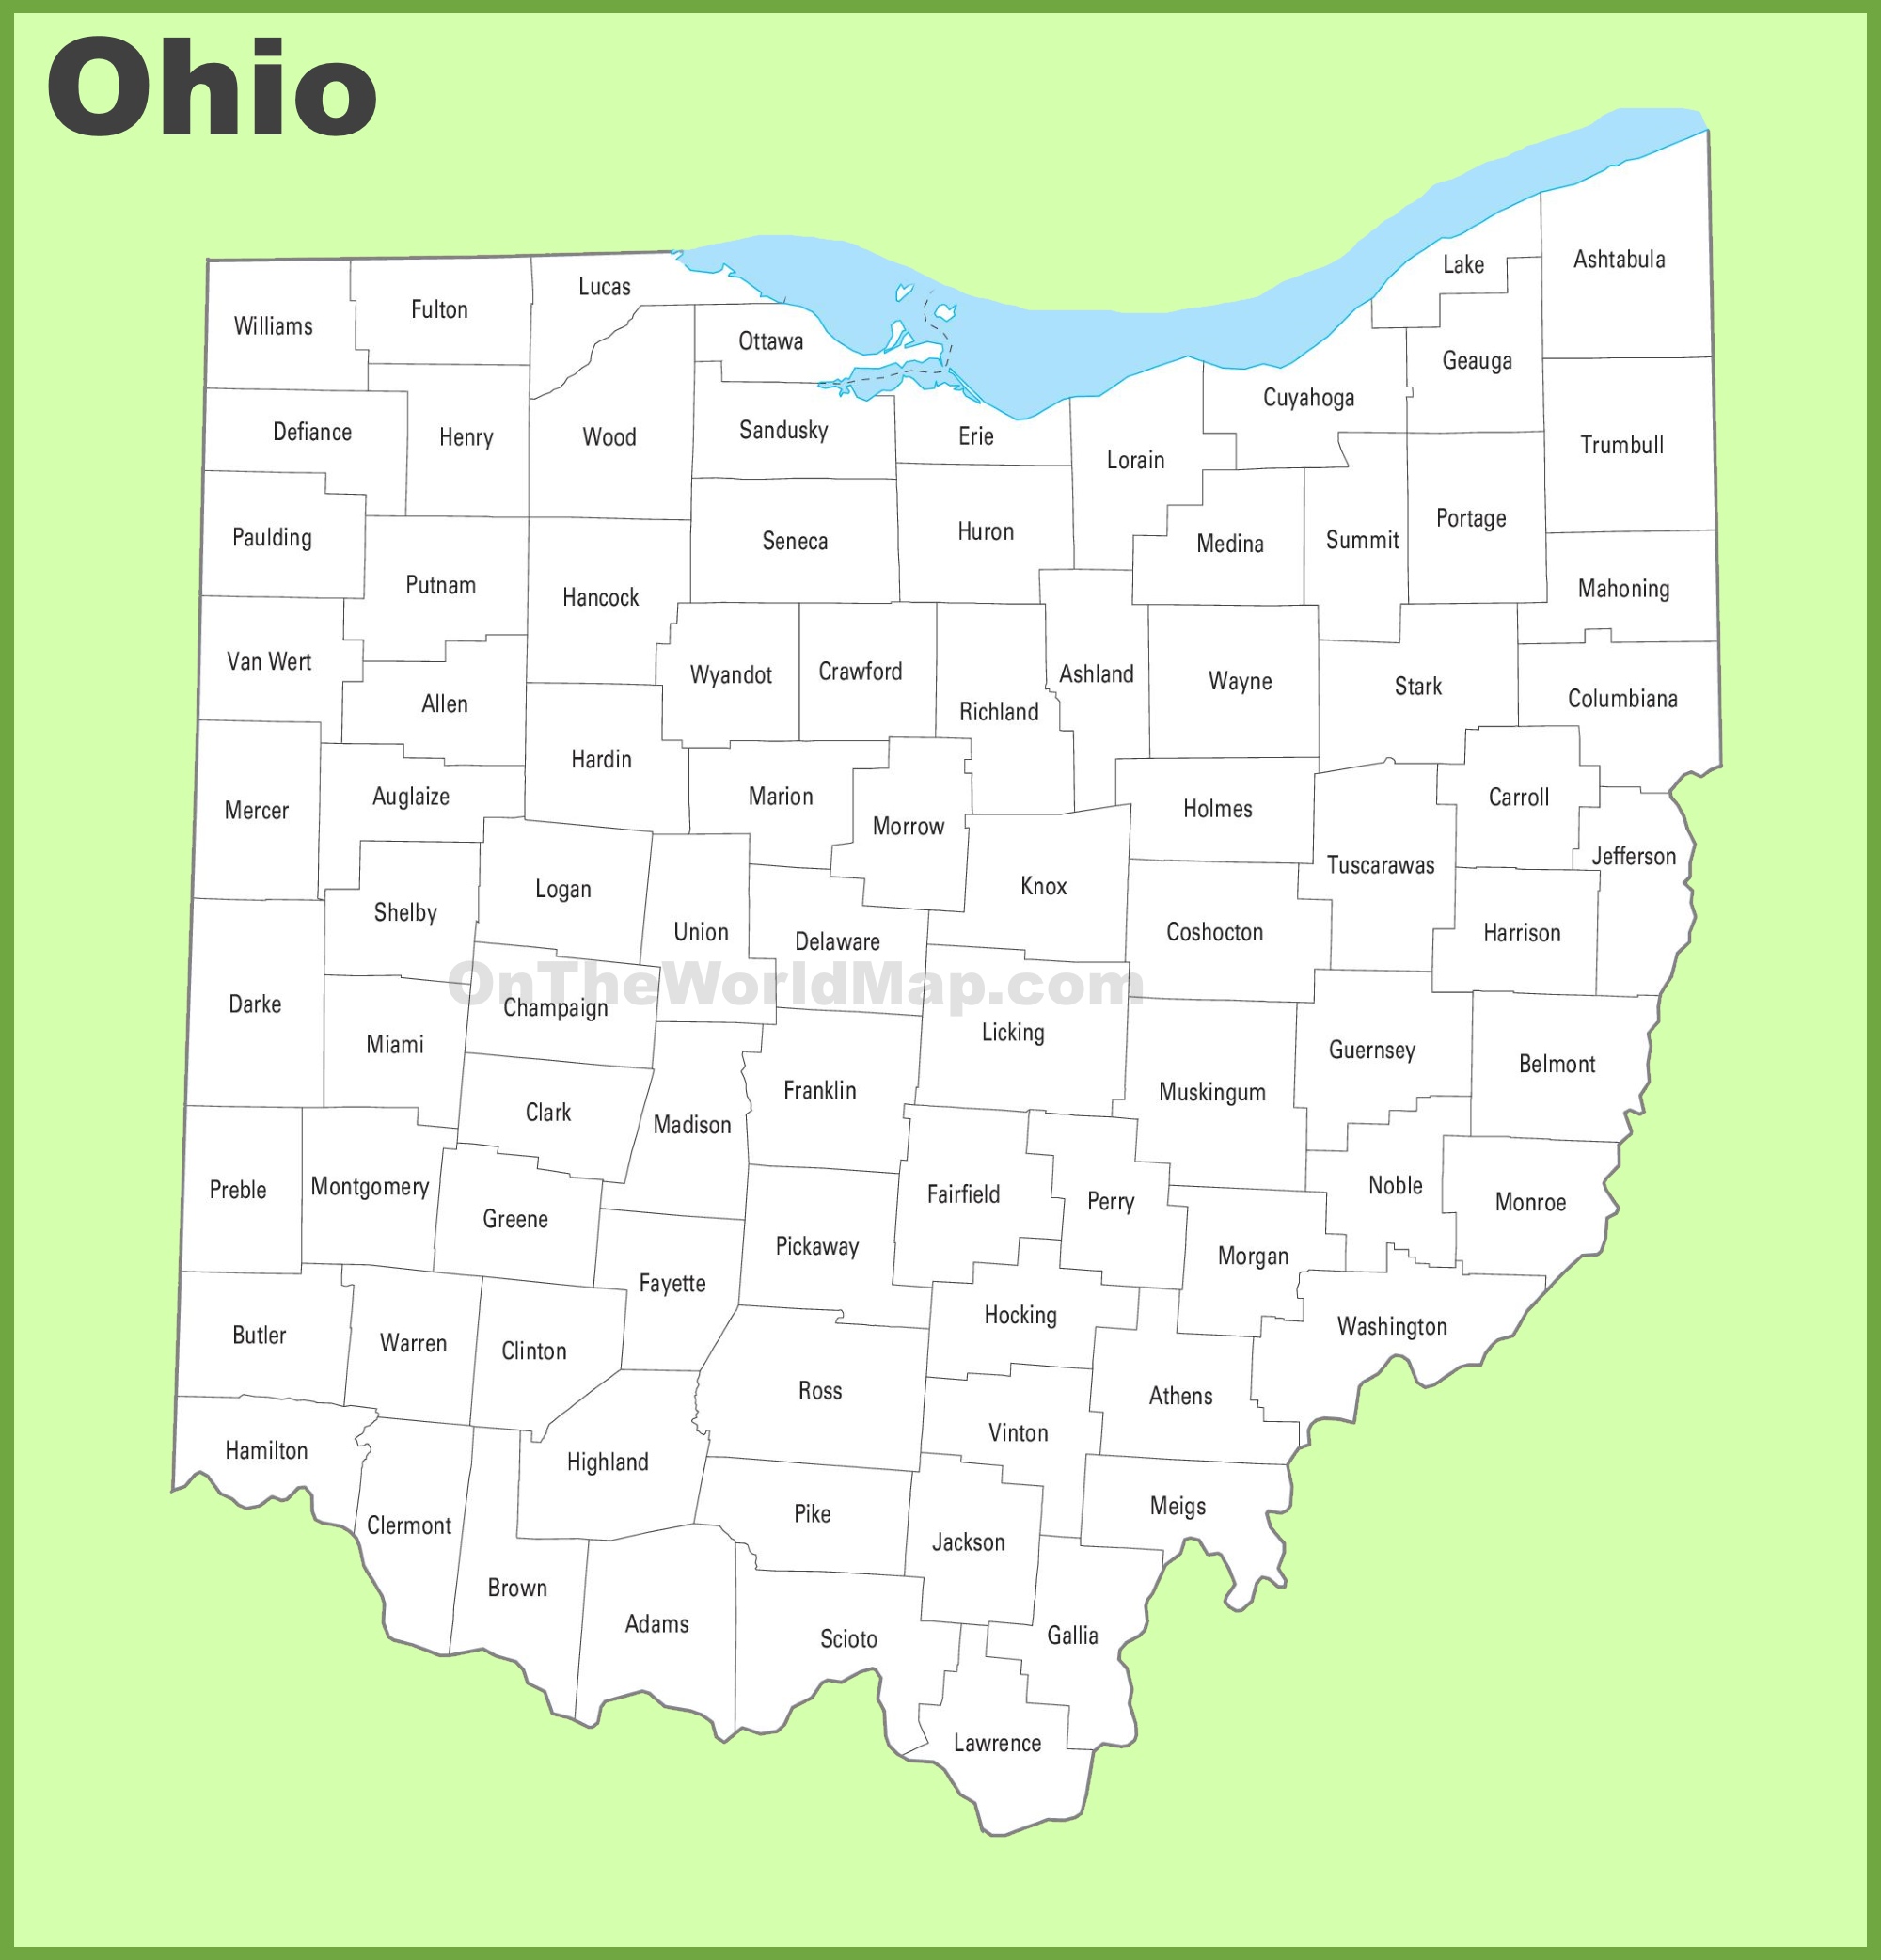 Ohio
Lake
Ashtabula
Lucas
Fulton
Williams
Ottawa
Geauga
Cuyahoga
Defiance
Henry
Wood
Sandusky
Erie
Lorain
Trumbull
Paulding
Seneca
Huron
Medina
Summit
Portage
Putnam
Hancock
Mahoning
Van Wert
Allen
Wyandot
Crawford
Richland
Ashland
Wayne
Stark
Columbiana
Hardin
Mercer
Auglaize
Marion
Morrow
Holmes
Carroll
Tuscarawas
Jefferson
Logan
Knox
Shelby
Union
Delaware
Coshocton
Harrison
OnTheWorldMap.com
Darke
Champaign
Miami
Licking
Guernsey
Belmont
Clark
Madison
Franklin
Muskingum
Preble
Montgomery
Greene
Fairfield
Perry
Noble
Monroe
Pickaway
Morgan
Fayette
Hocking
Washington
Butler
Warren
Clinton
Ross
Athens
Hamilton
Highland
Vinton
Clermont
Pike
Jackson
Meigs
Brown
Adams
Scioto
Gallia
Lawrence